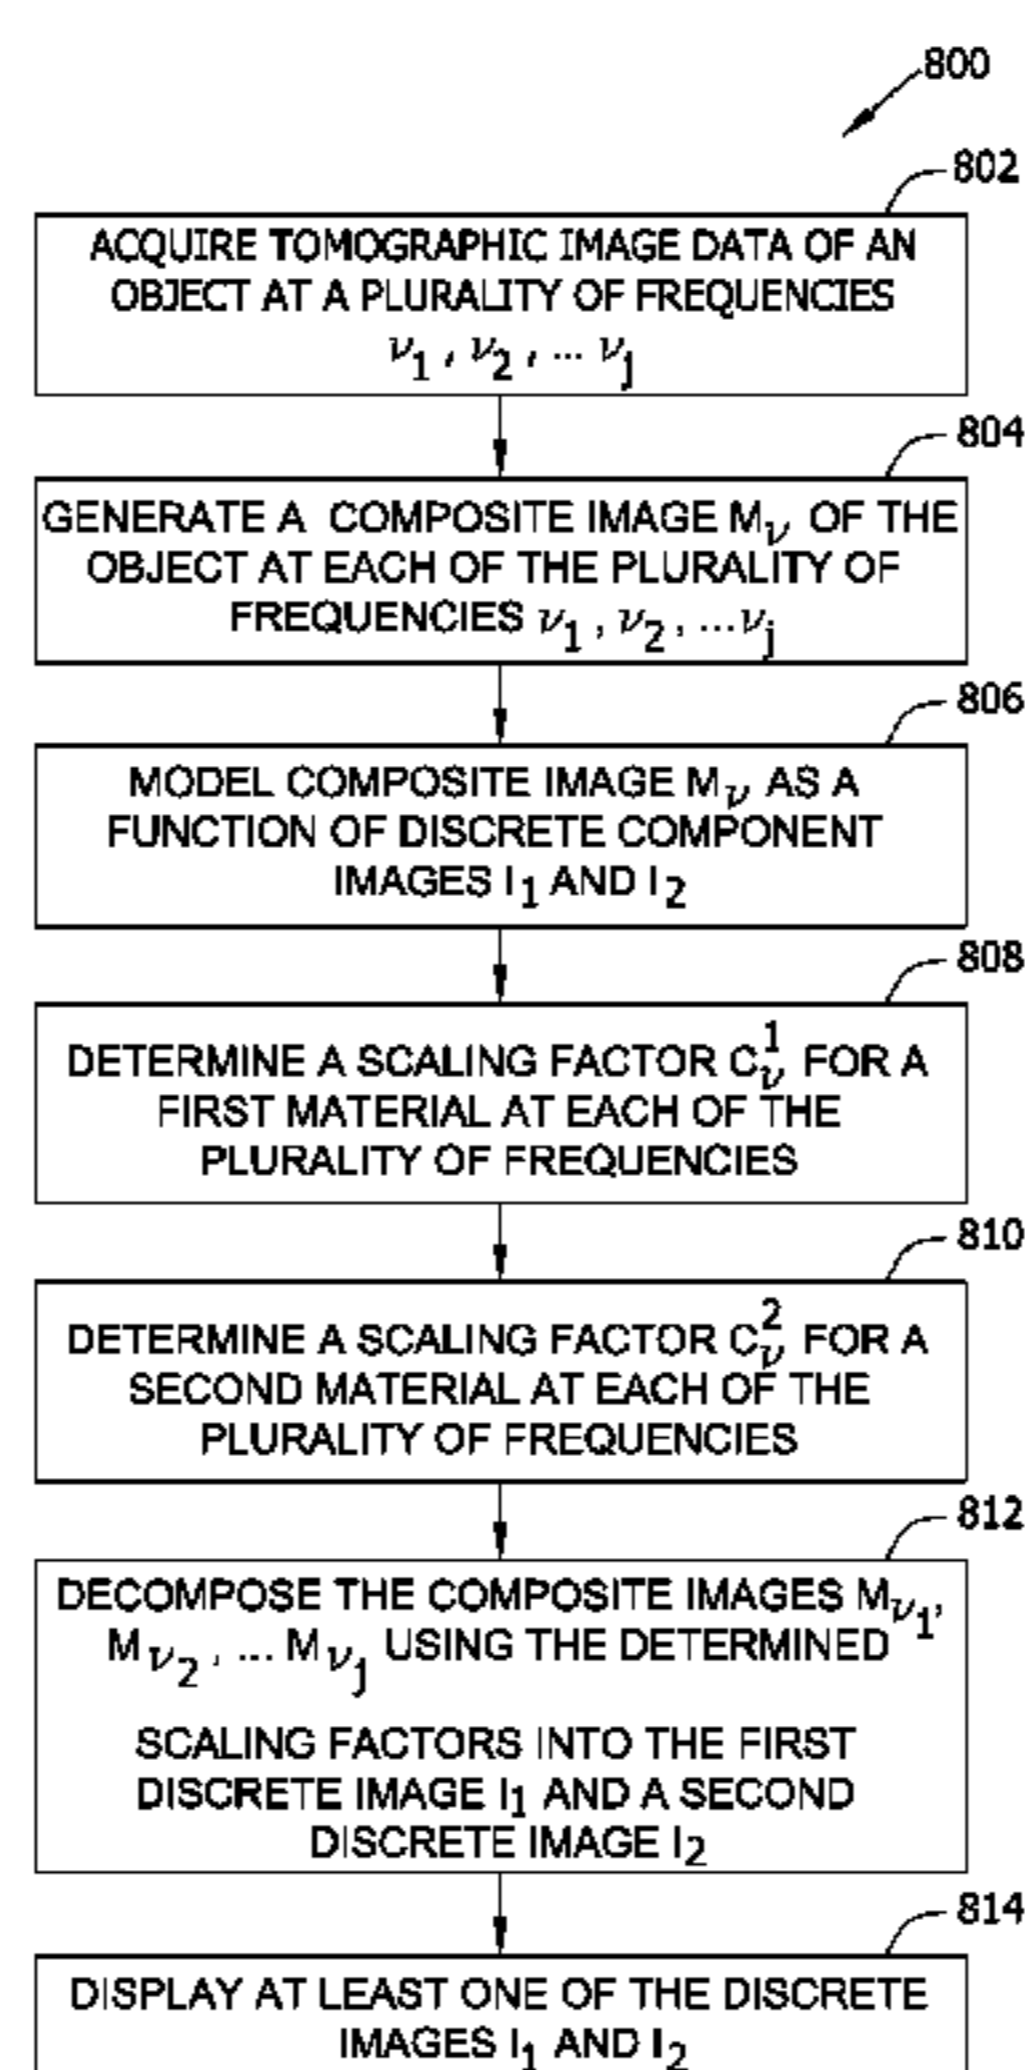 800
802
ACQUIRE TOMOGRAPHIC IMAGE DATA OF AN
OBJECT AT A PLURALITY OF FREQUENCIES
ν1 , ν2 , ... νj
804
GENERATE A COMPOSITE IMAGE Mν OF THE
OBJECT AT EACH OF THE PLURALITY OF
FREQUENCIES ν1 , ν2 , ...νj
806
MODEL COMPOSITE IMAGE Mν AS A
FUNCTION OF DISCRETE COMPONENT
IMAGES I1 AND I2
808
DETERMINE A SCALING FACTOR Cν1 FOR A
FIRST MATERIAL AT EACH OF THE
PLURALITY OF FREQUENCIES
810
DETERMINE A SCALING FACTOR Cν2 FOR A
SECOND MATERIAL AT EACH OF THE
PLURALITY OF FREQUENCIES
812
DECOMPOSE THE COMPOSITE IMAGES Mν1,
Mν2 , ... Mνj USING THE DETERMINED
SCALING FACTORS INTO THE FIRST
DISCRETE IMAGE I1 AND A SECOND
DISCRETE IMAGE I2
814
DISPLAY AT LEAST ONE OF THE DISCRETE
IMAGES I1 AND I2